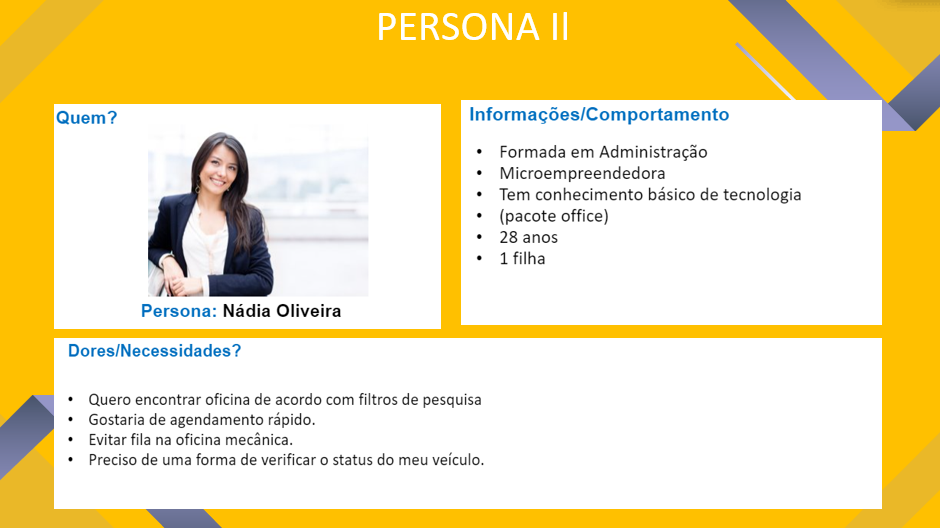 PERSONA ll
Quem?
Persona: Nádia Oliveira
Informações/Comportamento
• Formada em Administração
• Microempreendedora
• Tem conhecimento básico de tecnologia
• (pacote office)
• 28 anos
• 1 filha
Dores/Necessidades?
• Quero encontrar oficina de acordo com filtros de pesquisa
• Gostaria de agendamento rápido.
• Evitar fila na oficina mecânica.
• Preciso de uma forma de verificar o status do meu veículo.